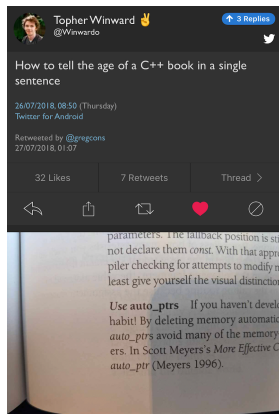 Topher Winward ✌️
@Winwardo
3 Replies
How to tell the age of a C++ book in a single
sentence
26/07/2018, 08:50 (Thursday)
Twitter for Android
Retweeted by @gregcons
27/07/2018, 01:07
32 Likes
7 Retweets
Thread
parameters. The fallback position is sti
not declare them const. With that appr
piler checking for attempts to modify n
least give yourself the visual distinction
Use auto_ptrs If you haven't devel
habit! By deleting memory automatic
auto_ptrs avoid many of the memory
ers. In Scott Meyers's More Effective C
auto_ptr (Meyers 1996).